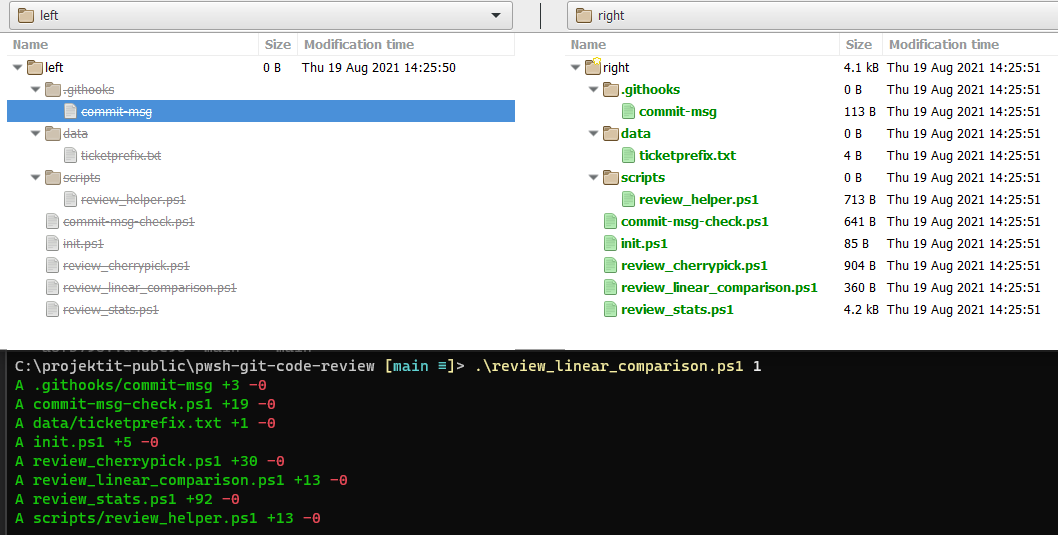 left
right
Name Size Modification time
Name Size Modification time
left 0 B Thu 19 Aug 2021 14:25:50
right 4.1 kB Thu 19 Aug 2021 14:25:51
.githooks
.githooks 0 B Thu 19 Aug 2021 14:25:51
commit-msg
commit-msg 113 B Thu 19 Aug 2021 14:25:51
data
data 0 B Thu 19 Aug 2021 14:25:51
ticketprefix.txt
ticketprefix.txt 4 B Thu 19 Aug 2021 14:25:51
scripts
scripts 0 B Thu 19 Aug 2021 14:25:51
review_helper.ps1
review_helper.ps1 713 B Thu 19 Aug 2021 14:25:51
commit-msg-check.ps1
commit-msg-check.ps1 641 B Thu 19 Aug 2021 14:25:51
init.ps1
init.ps1 85 B Thu 19 Aug 2021 14:25:51
review_cherrypick.ps1
review_cherrypick.ps1 904 B Thu 19 Aug 2021 14:25:51
review_linear_comparison.ps1
review_linear_comparison.ps1 360 B Thu 19 Aug 2021 14:25:51
review_stats.ps1
review_stats.ps1 4.2 kB Thu 19 Aug 2021 14:25:51
C:\projektit-public\pwsh-git-code-review [main ≡]> .\review_linear_comparison.ps1 1
A .githooks/commit-msg +3 -0
A commit-msg-check.ps1 +19 -0
A data/ticketprefix.txt +1 -0
A init.ps1 +5 -0
A review_cherrypick.ps1 +30 -0
A review_linear_comparison.ps1 +13 -0
A review_stats.ps1 +92 -0
A scripts/review_helper.ps1 +13 -0